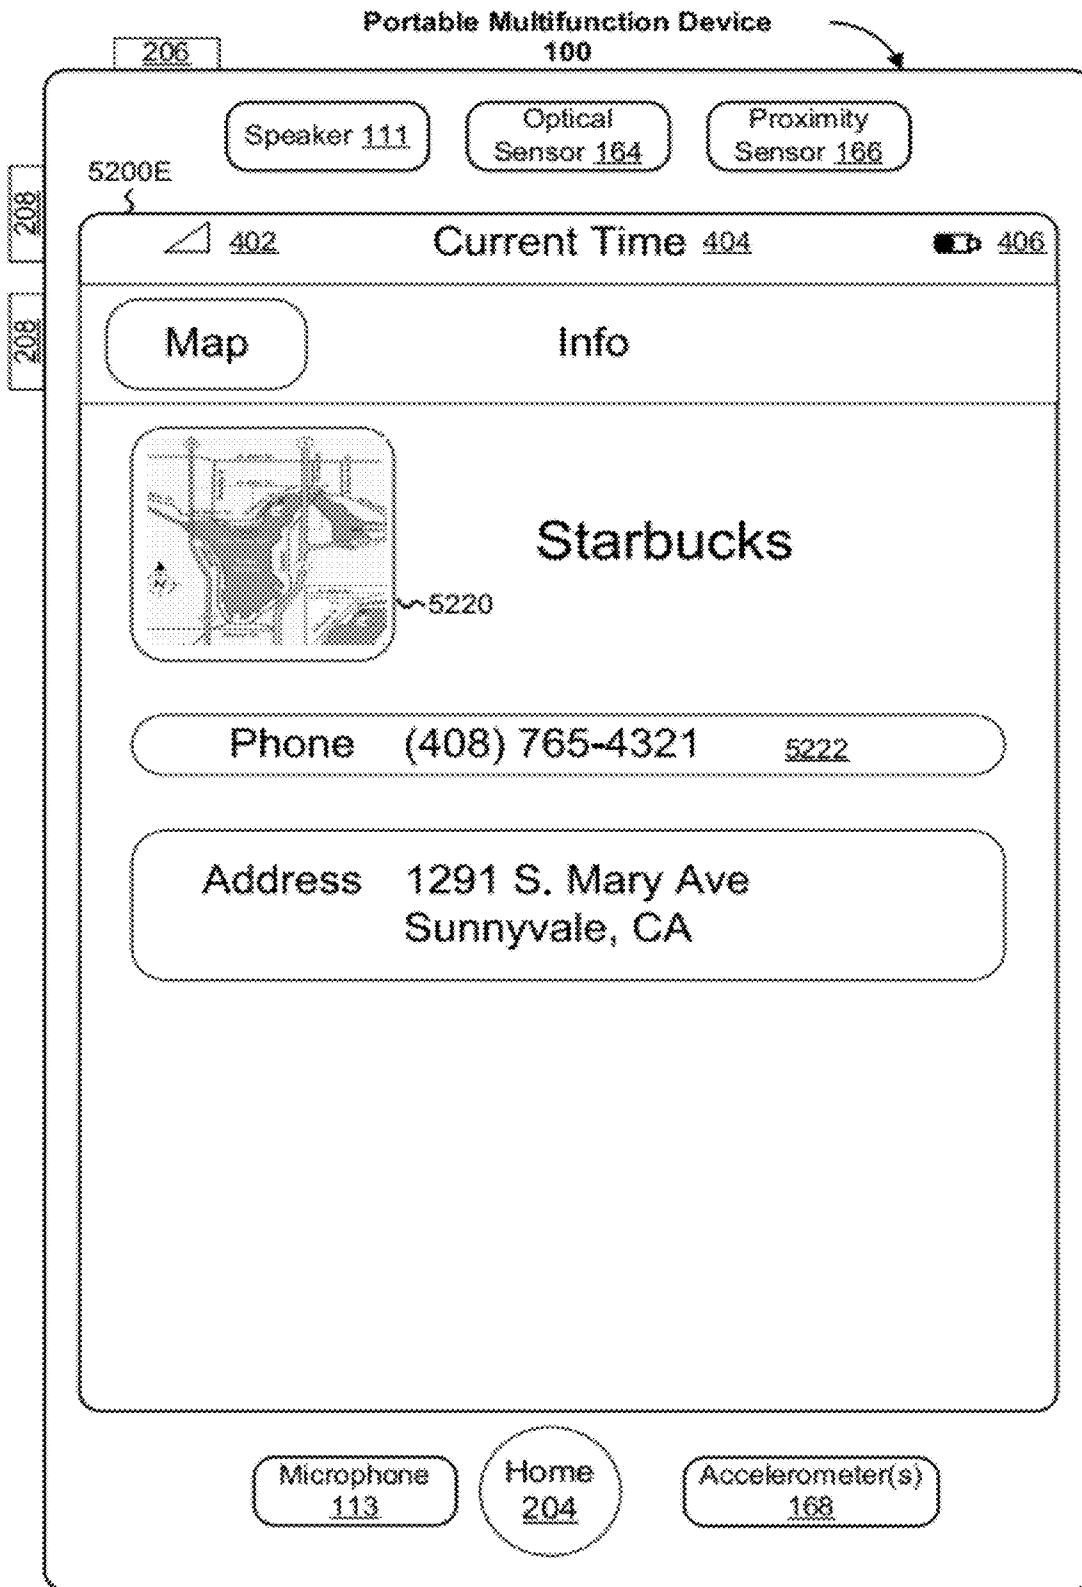 Portable Multifunction Device
100
206
Speaker 111
Optical
Sensor 164
Proximity
Sensor 166
208
208
5200E
402
Current Time 404
406
Map
Info
N
Starbucks
5220
Phone (408) 765-4321 5222
Address 1291 S. Mary Ave
Sunnyvale, CA
Microphone
113
Home
204
Accelerometer(s)
168